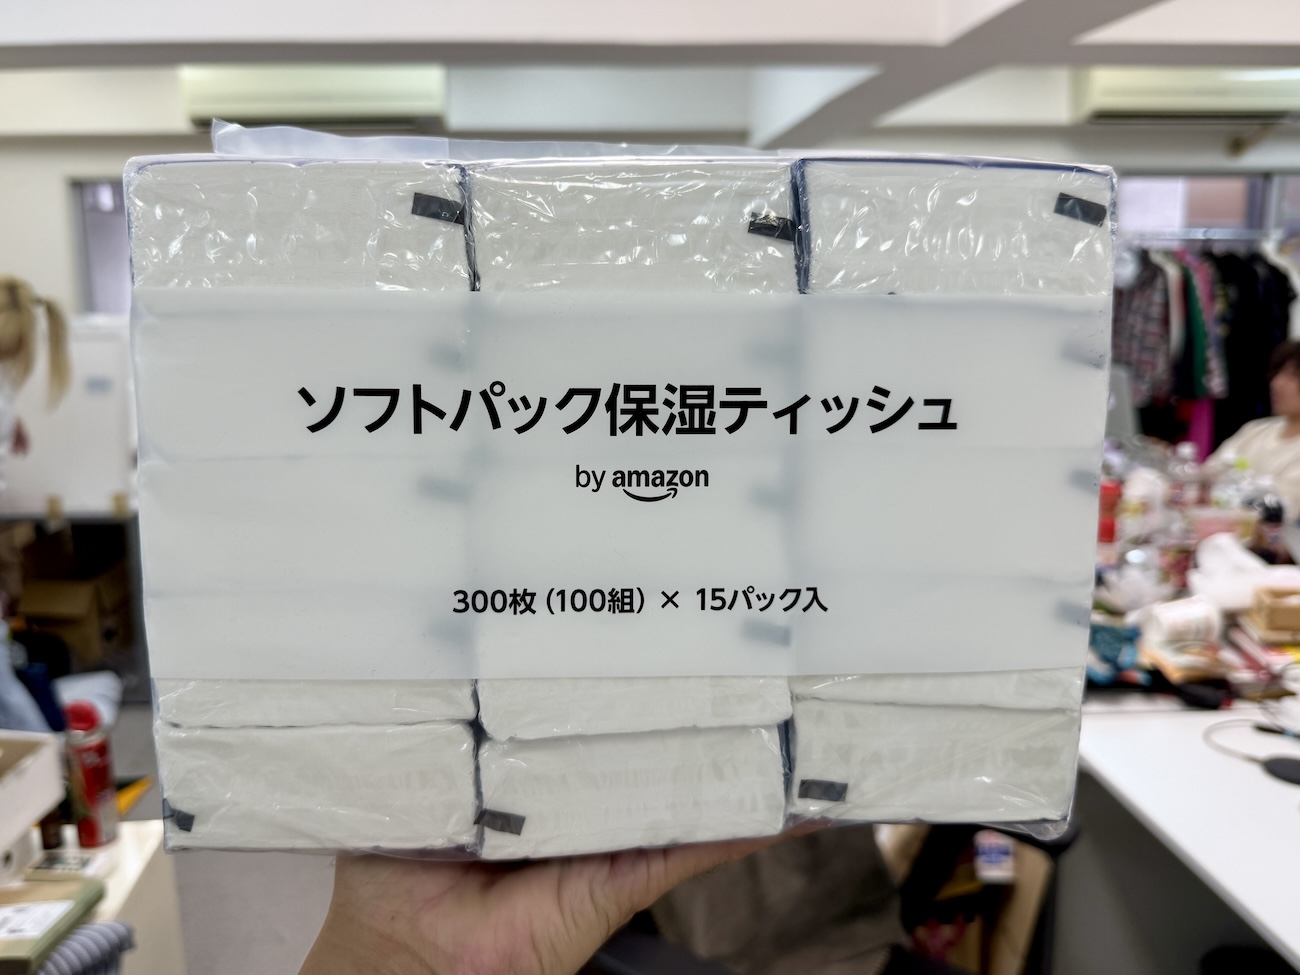 ソフトパック保湿ティッシュ
by amazon
300枚（100組）× 15パック入